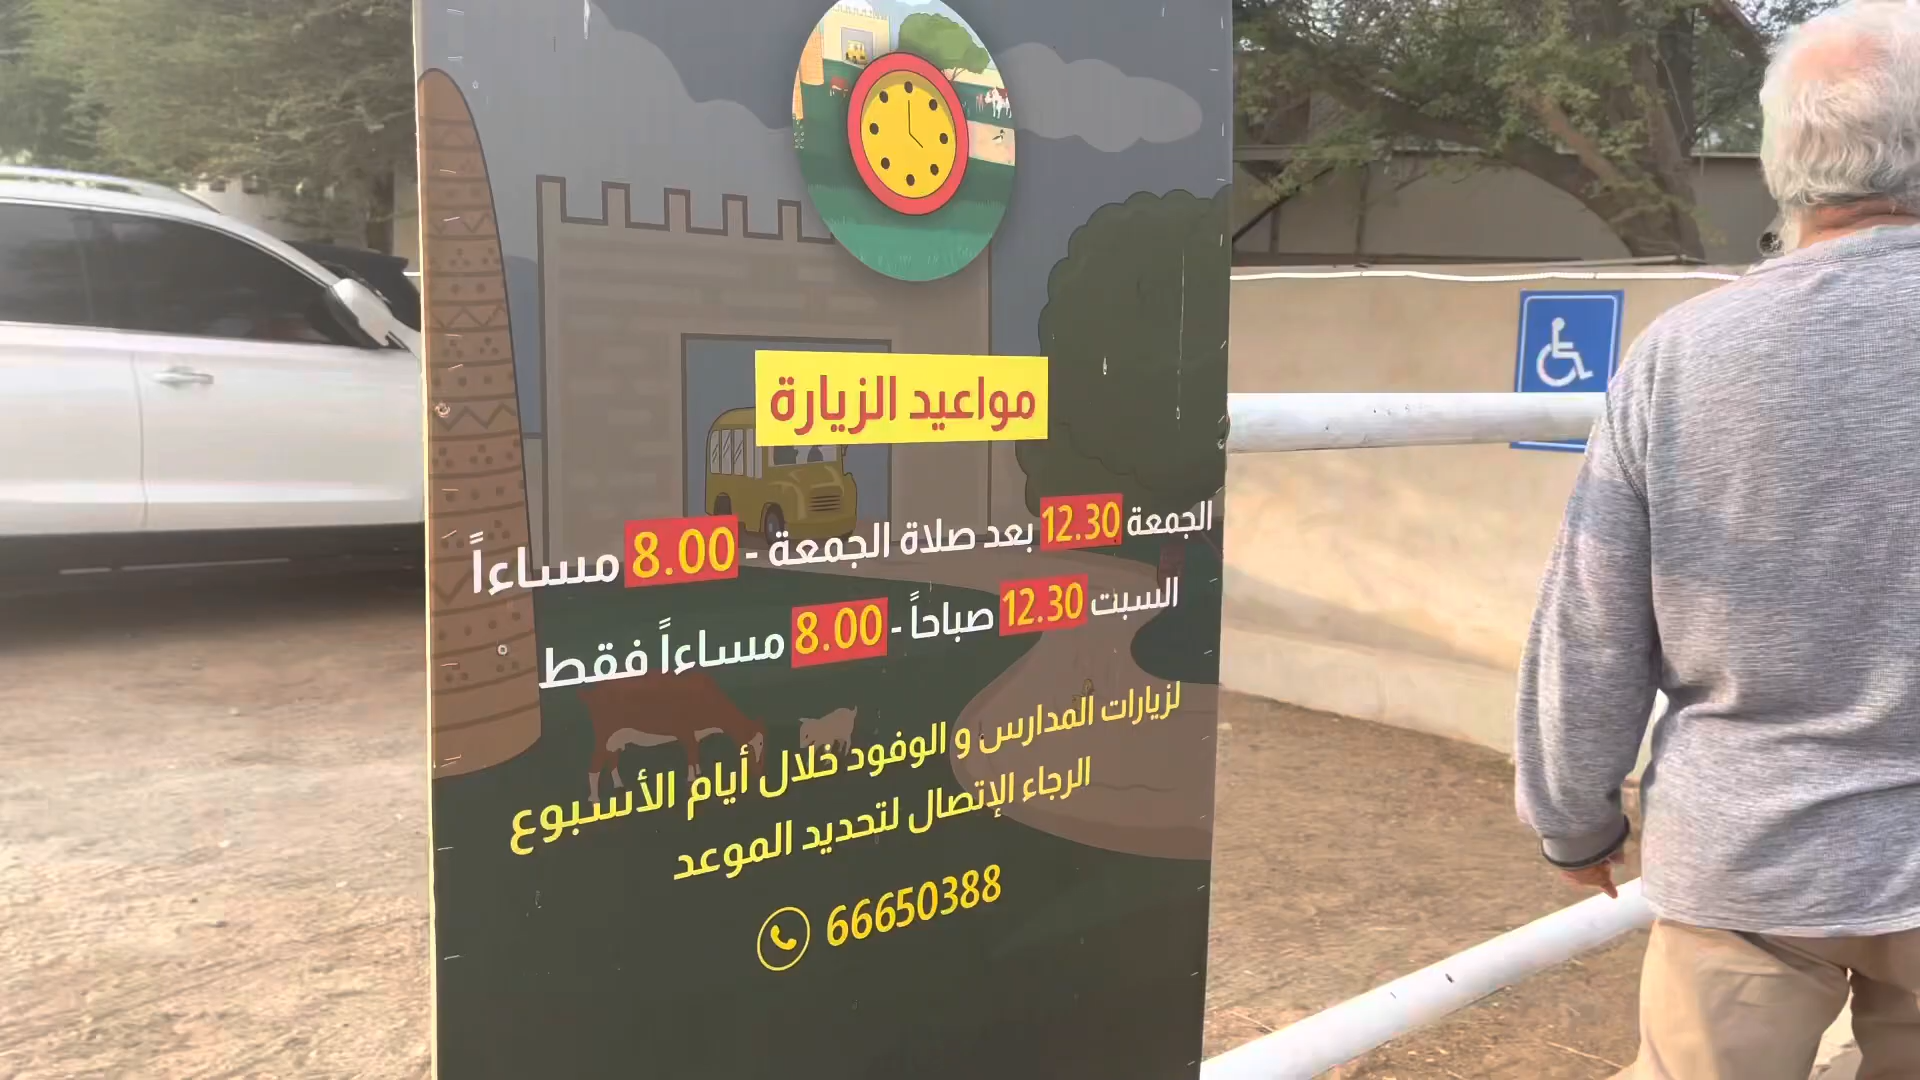 مواعيد الزيارة
الجمعة 12.30 بعد صلاة الجمعة - 8.00 مساءاً
السبت 12.30 صباحاً - 8.00 مساءاً فقط
لزيارات المدارس و الوفود خلال أيام الأسبوع
الرجاء الإتصال لتحديد الموعد
66650388